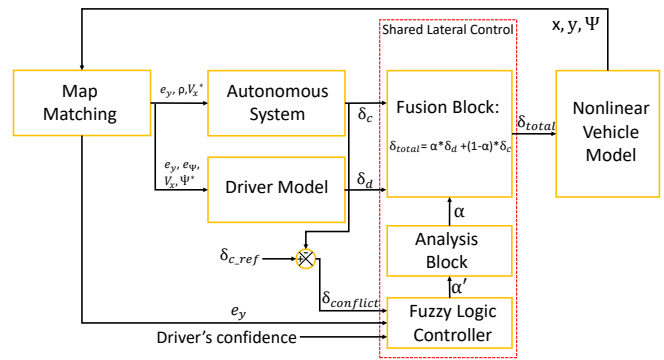 Shared Lateral Control
x, y, Ψ
Map
Matching
e_y, ρ,V_x*
Autonomous
System
δ_c
Fusion Block:
δ_total = α*δ_d +(1-α)*δ_c
δ_total
Nonlinear
Vehicle
Model
e_y, e_Ψ,
V_x, Ψ̇*
Driver Model
δ_d
α
δ_c_ref
+
-
Analysis
Block
δ_conflict
α′
e_y
Fuzzy Logic
Controller
Driver's confidence